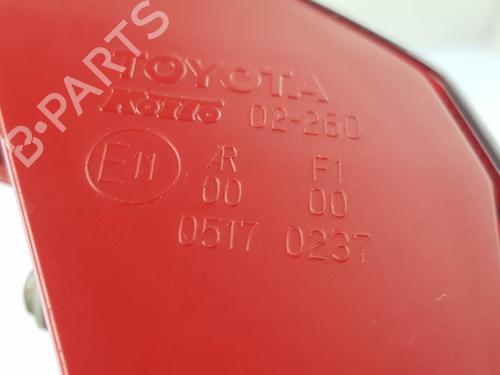 TOYOTA
KOITO 02-260
E11 AR F1
00 00
0517 0237
B-PARTS